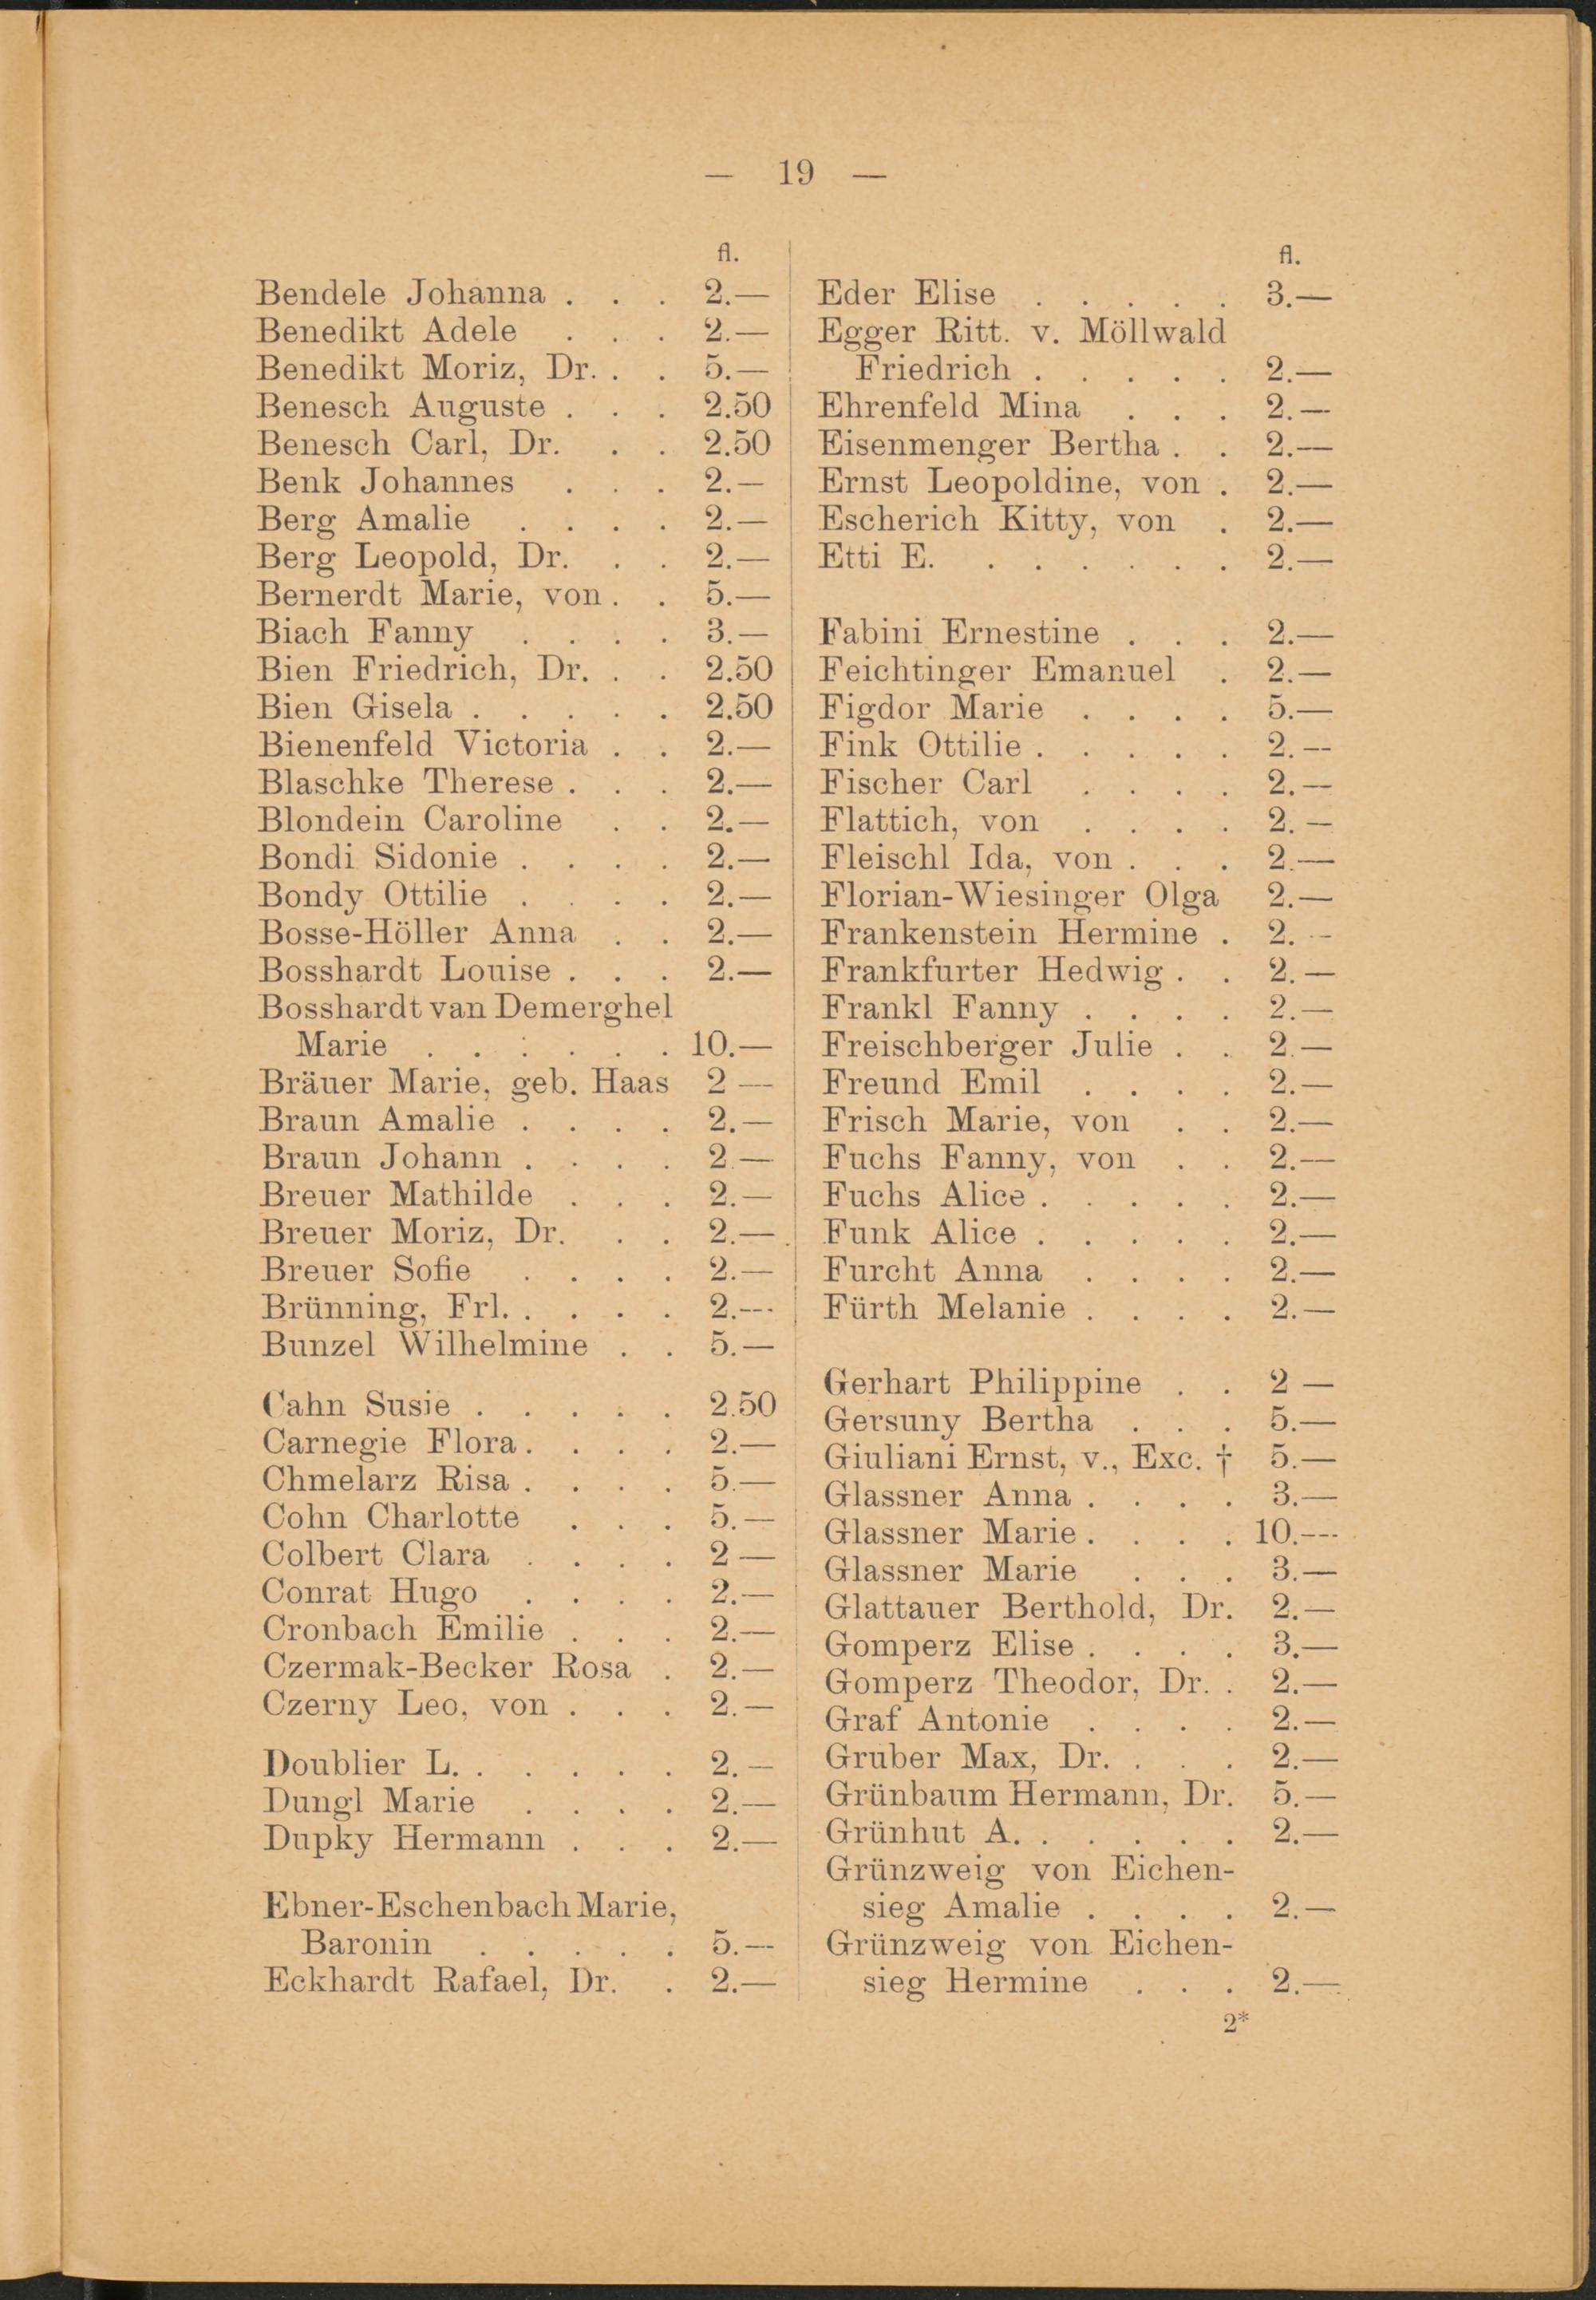 — 19 —
fl.
Bendele Johanna . . . 2.—
Benedikt Adele . . . 2.—
Benedikt Moriz, Dr. . . 5.—
Benesch Auguste . . . 2.50
Benesch Carl, Dr. . . 2.50
Benk Johannes . . . 2.—
Berg Amalie . . . . 2.—
Berg Leopold, Dr. . . 2.—
Bernerdt Marie, von . . 5.—
Biach Fanny . . . . 3.—
Bien Friedrich, Dr. . . 2.50
Bien Gisela . . . . . 2.50
Bienenfeld Victoria . . 2.—
Blaschke Therese . . . 2.—
Blondein Caroline . . 2.—
Bondi Sidonie . . . . 2.—
Bondy Ottilie . . . . 2.—
Bosse-Höller Anna . . 2.—
Bosshardt Louise . . . 2.—
Bosshardt van Demerghel
Marie . . . . . . 10.—
Bräuer Marie, geb. Haas 2 —
Braun Amalie . . . . 2.—
Braun Johann . . . . 2.—
Breuer Mathilde . . . 2.—
Breuer Moriz, Dr. . . 2.—
Breuer Sofie . . . . 2.—
Brünning, Frl. . . . . 2.—
Bunzel Wilhelmine . . 5.—
Cahn Susie . . . . . 2.50
Carnegie Flora . . . . 2.—
Chmelarz Risa . . . . 5.—
Cohn Charlotte . . . 5.—
Colbert Clara . . . . 2 —
Conrat Hugo . . . . 2.—
Cronbach Emilie . . . 2.—
Czermak-Becker Rosa . 2.—
Czerny Leo, von . . . 2.—
Doublier L. . . . . . 2.—
Dungl Marie . . . . 2.—
Dupky Hermann . . . 2.—
Ebner-Eschenbach Marie,
Baronin . . . . . 5.—
Eckhardt Rafael, Dr. . 2.—
fl.
Eder Elise . . . . . 3.—
Egger Ritt. v. Möllwald
Friedrich . . . . . 2.—
Ehrenfeld Mina . . . 2.—
Eisenmenger Bertha . . 2.—
Ernst Leopoldine, von . 2.—
Escherich Kitty, von . 2.—
Etti E. . . . . . . 2.—
Fabini Ernestine . . . 2.—
Feichtinger Emanuel . 2.—
Figdor Marie . . . . 5.—
Fink Ottilie . . . . . 2.—
Fischer Carl . . . . 2.—
Flattich, von . . . . 2.—
Fleischl Ida, von . . . 2.—
Florian-Wiesinger Olga 2.—
Frankenstein Hermine . 2.—
Frankfurter Hedwig . . 2.—
Frankl Fanny . . . . 2.—
Freischberger Julie . . 2.—
Freund Emil . . . . 2.—
Frisch Marie, von . . 2.—
Fuchs Fanny, von . . 2.—
Fuchs Alice . . . . . 2.—
Funk Alice . . . . . 2.—
Furcht Anna . . . . 2.—
Fürth Melanie . . . . 2.—
Gerhart Philippine . . 2 —
Gersuny Bertha . . . 5.—
Giuliani Ernst, v., Exc. † 5.—
Glassner Anna . . . . 3.—
Glassner Marie . . . . 10.—
Glassner Marie . . . 3.—
Glattauer Berthold, Dr. 2.—
Gomperz Elise . . . . 3.—
Gomperz Theodor, Dr. . 2.—
Graf Antonie . . . . 2.—
Gruber Max, Dr. . . . 2.—
Grünbaum Hermann, Dr. 5.—
Grünhut A. . . . . . 2.—
Grünzweig von Eichen-
sieg Amalie . . . . 2.—
Grünzweig von Eichen-
sieg Hermine . . . 2.—
2*